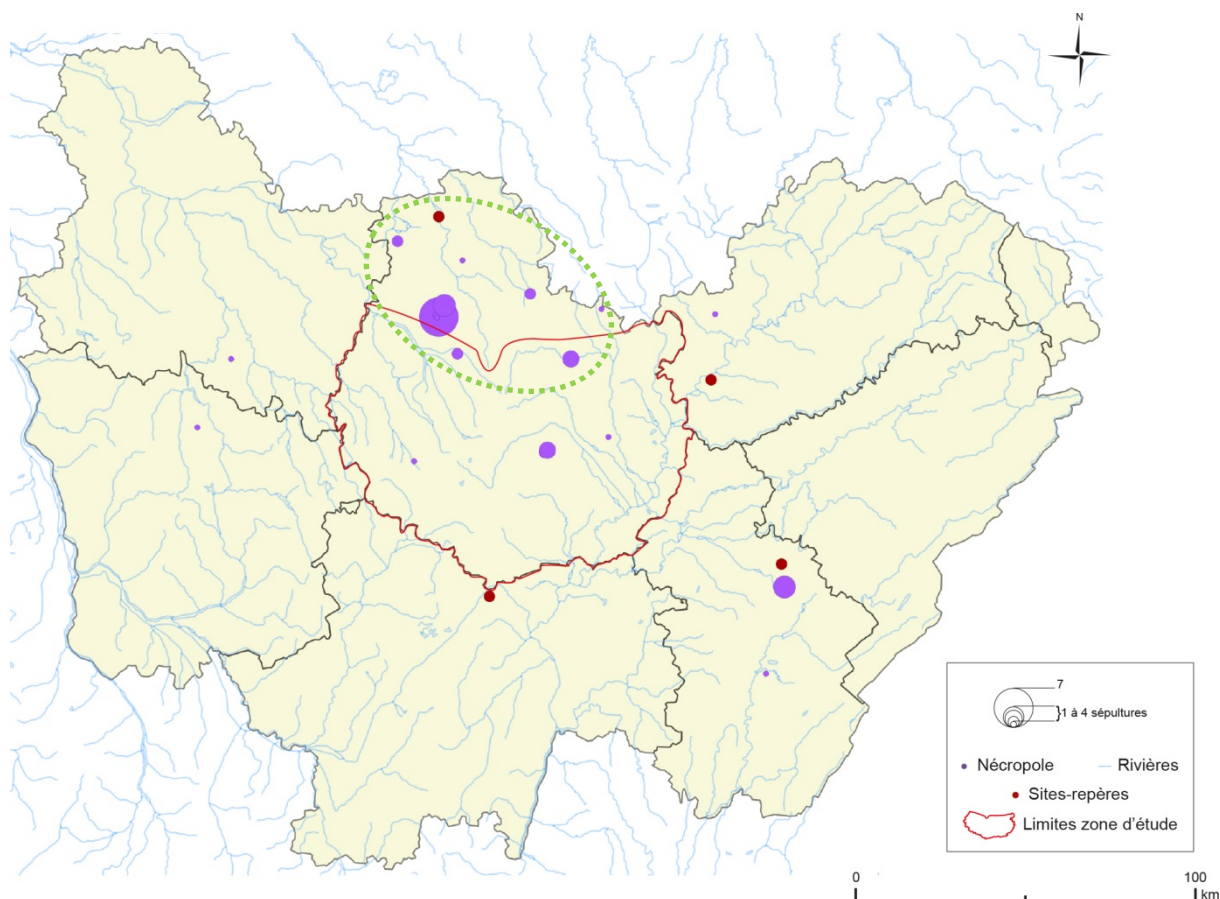 N
7
}1 à 4 sépultures
Nécropole
Rivières
Sites-repères
Limites zone d'étude
0
100
km